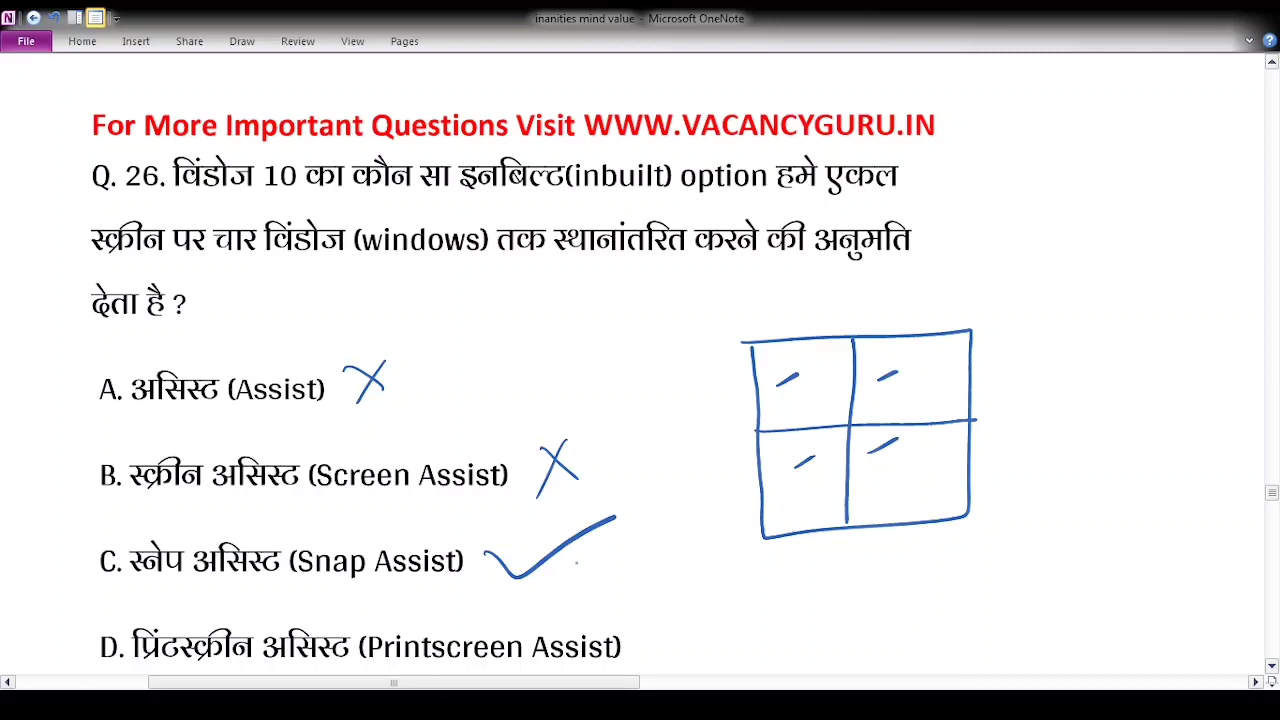 inanities mind value - Microsoft OneNote
File Home Insert Share Draw Review View Pages
For More Important Questions Visit WWW.VACANCYGURU.IN
Q. 26. विंडोज 10 का कौन सा इनबिल्ट(inbuilt) option हमे एकल
स्क्रीन पर चार विंडोज (windows) तक स्थानांतरित करने की अनुमति
देता है ?
A. असिस्ट (Assist)
B. स्क्रीन असिस्ट (Screen Assist)
C. स्नेप असिस्ट (Snap Assist)
D. प्रिंटस्क्रीन असिस्ट (Printscreen Assist)